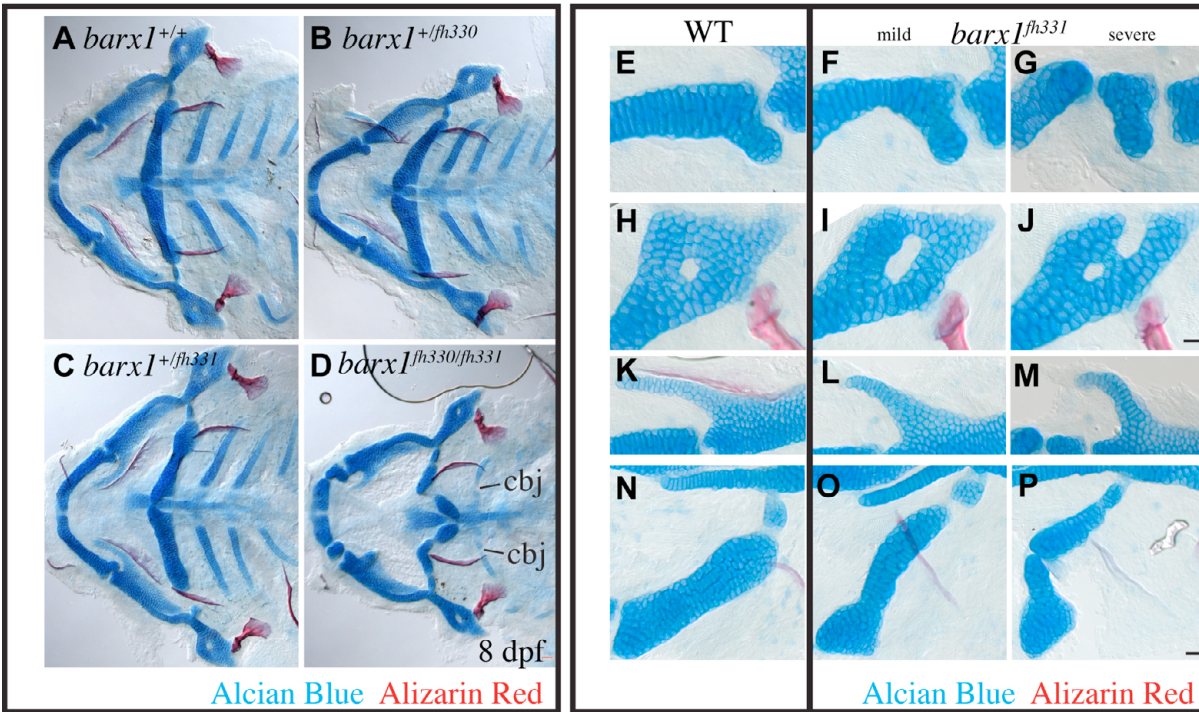 A barx1+/+
B barx1+/fh330
C barx1+/fh331
D barx1fh330/fh331
cbj
cbj
8 dpf
Alcian Blue Alizarin Red
WT
barx1fh331
mild
severe
E
F
G
H
I
J
K
L
M
N
O
P
Alcian Blue Alizarin Red